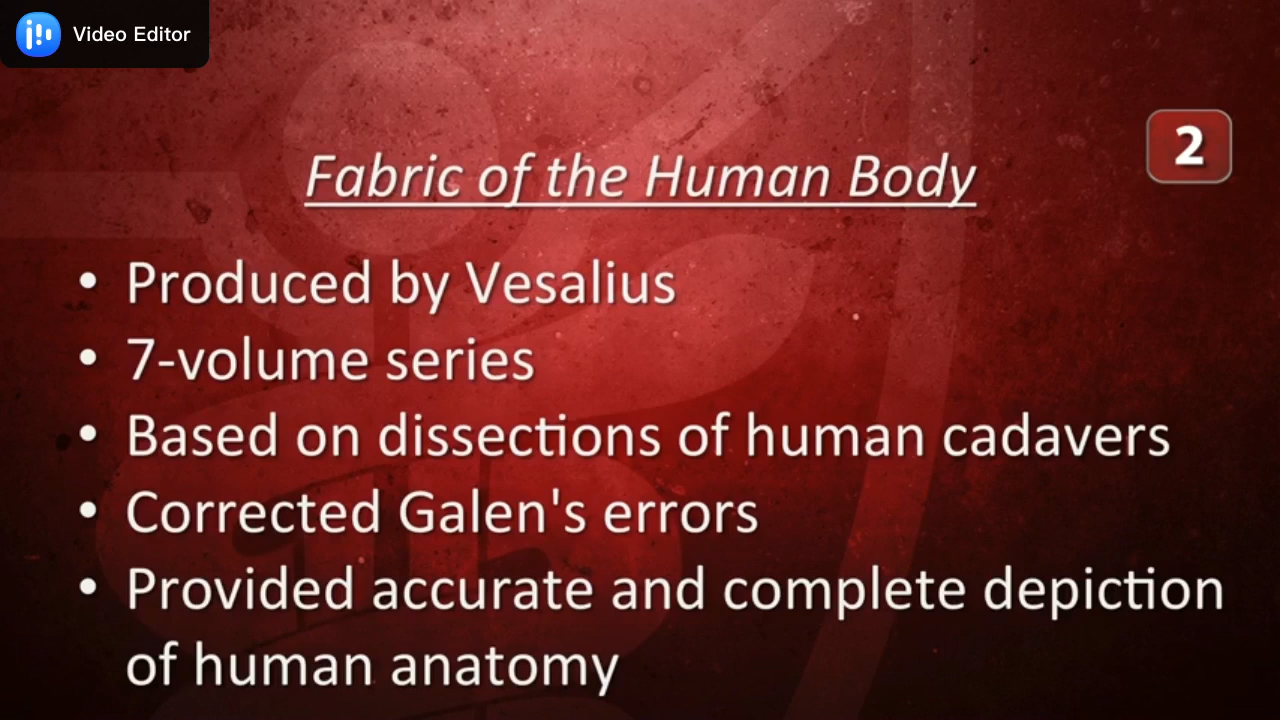 Video Editor
2
Fabric of the Human Body
• Produced by Vesalius
• 7-volume series
• Based on dissections of human cadavers
• Corrected Galen's errors
• Provided accurate and complete depiction
of human anatomy